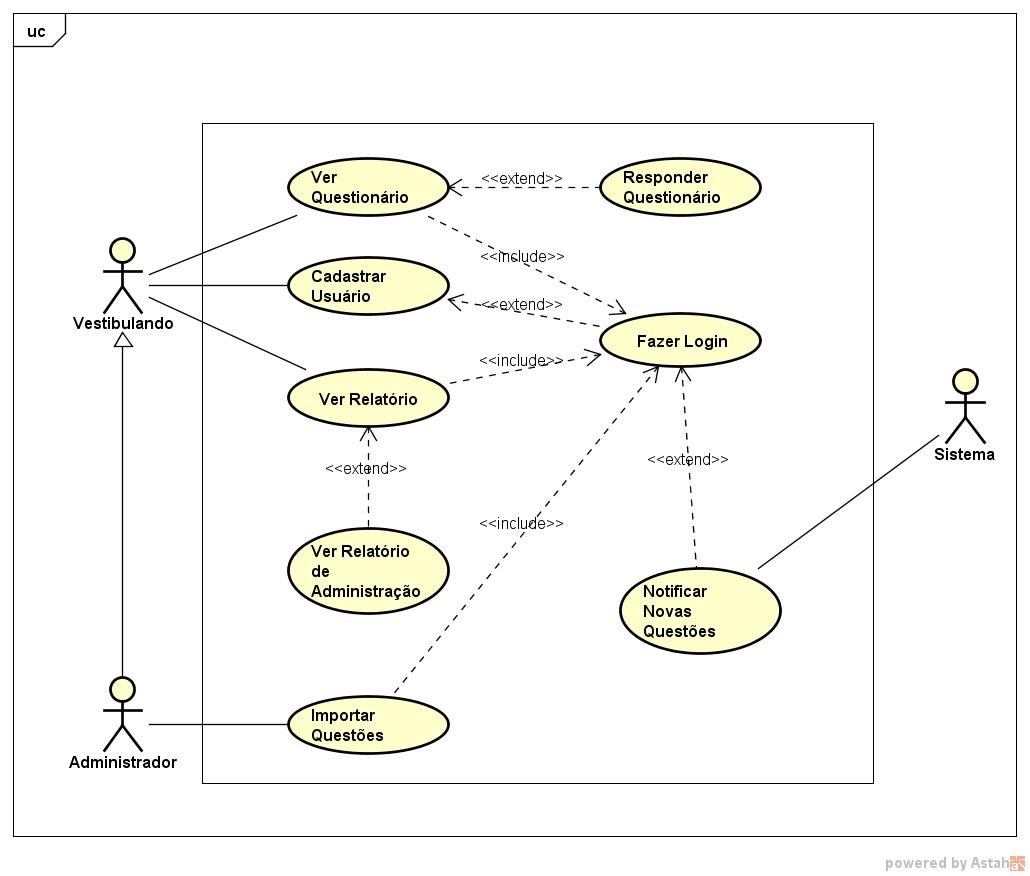 uc
Ver
Questionário
<<extend>>
Responder
Questionário
<<include>>
Cadastrar
Usuário
<<extend>>
Vestibulando
Fazer Login
<<include>>
Ver Relatório
Sistema
<<extend>>
<<extend>>
<<include>>
Ver Relatório
de
Administração
Notificar
Novas
Questões
Importar
Questões
Administrador
powered by Astah